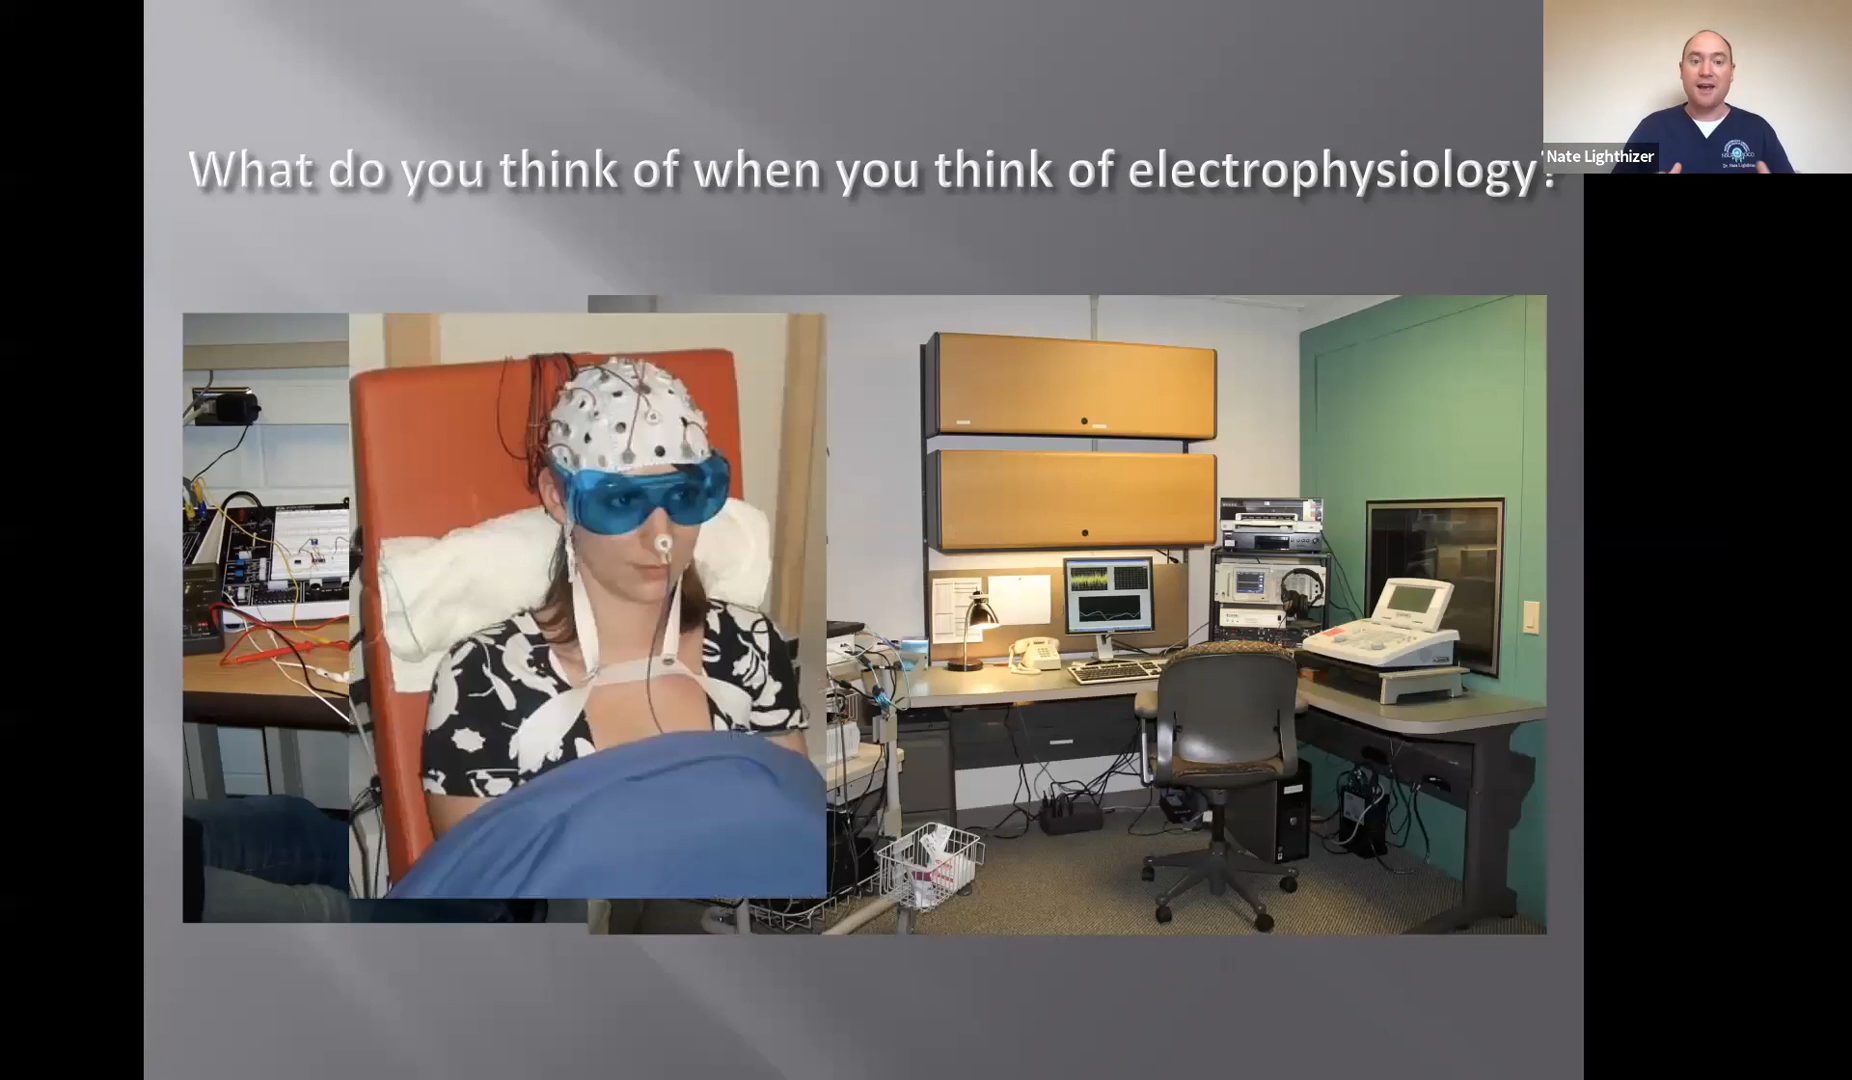 What do you think of when you think of electrophysiology?
Nate Lighthizer